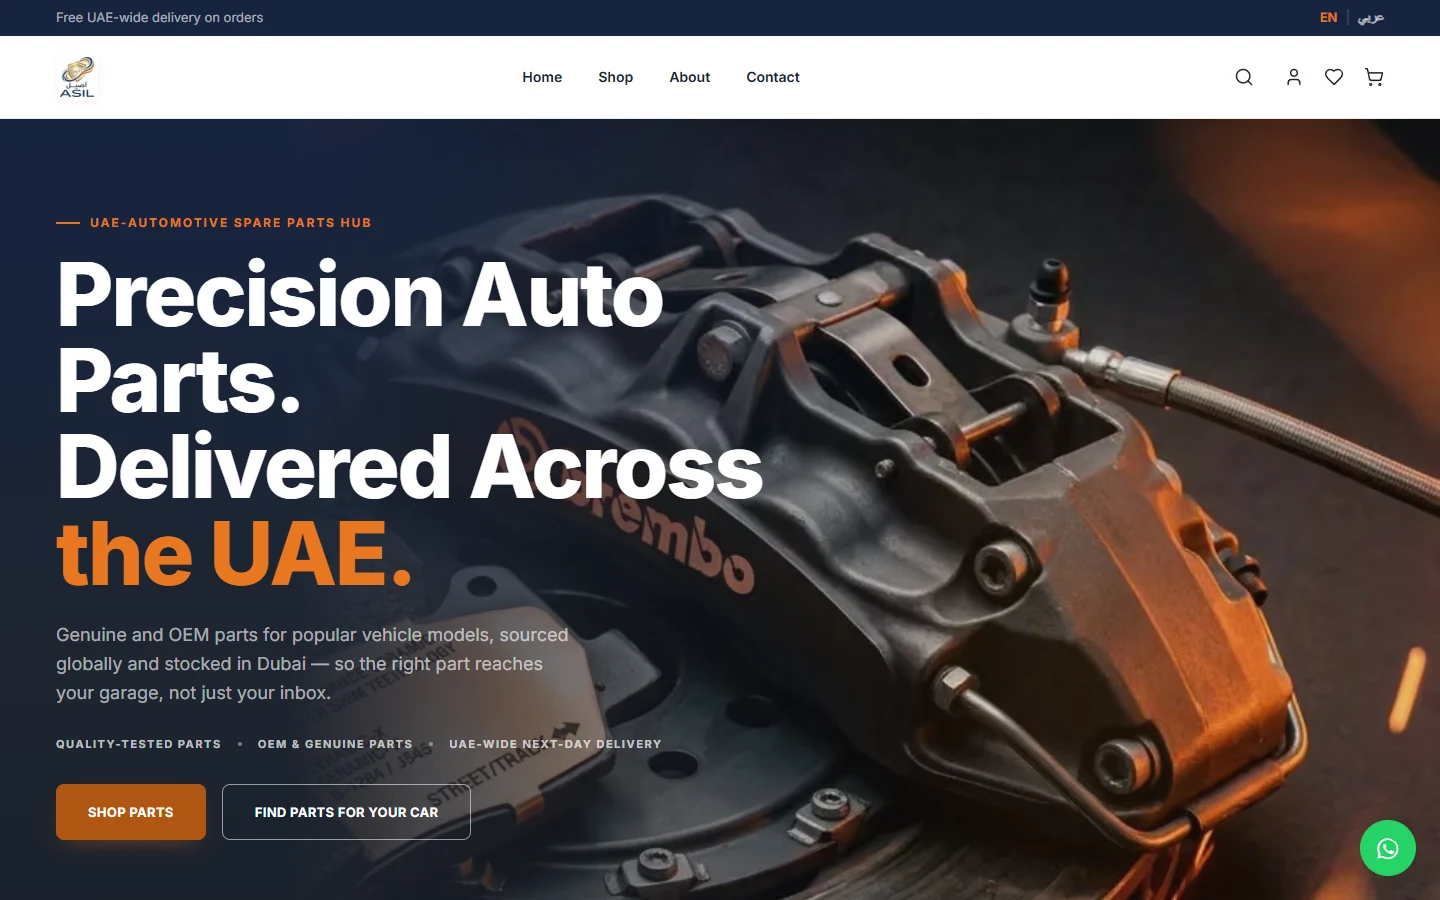 Free UAE-wide delivery on orders
EN
عربي
أصيل
ASIL
Home
Shop
About
Contact
UAE-AUTOMOTIVE SPARE PARTS HUB
Precision Auto
Parts.
Delivered Across
the UAE.
brembo
Genuine and OEM parts for popular vehicle models, sourced
globally and stocked in Dubai — so the right part reaches
your garage, not just your inbox.
QUALITY-TESTED PARTS • OEM & GENUINE PARTS • UAE-WIDE NEXT-DAY DELIVERY
STREET/TRACK
SHOP PARTS
FIND PARTS FOR YOUR CAR